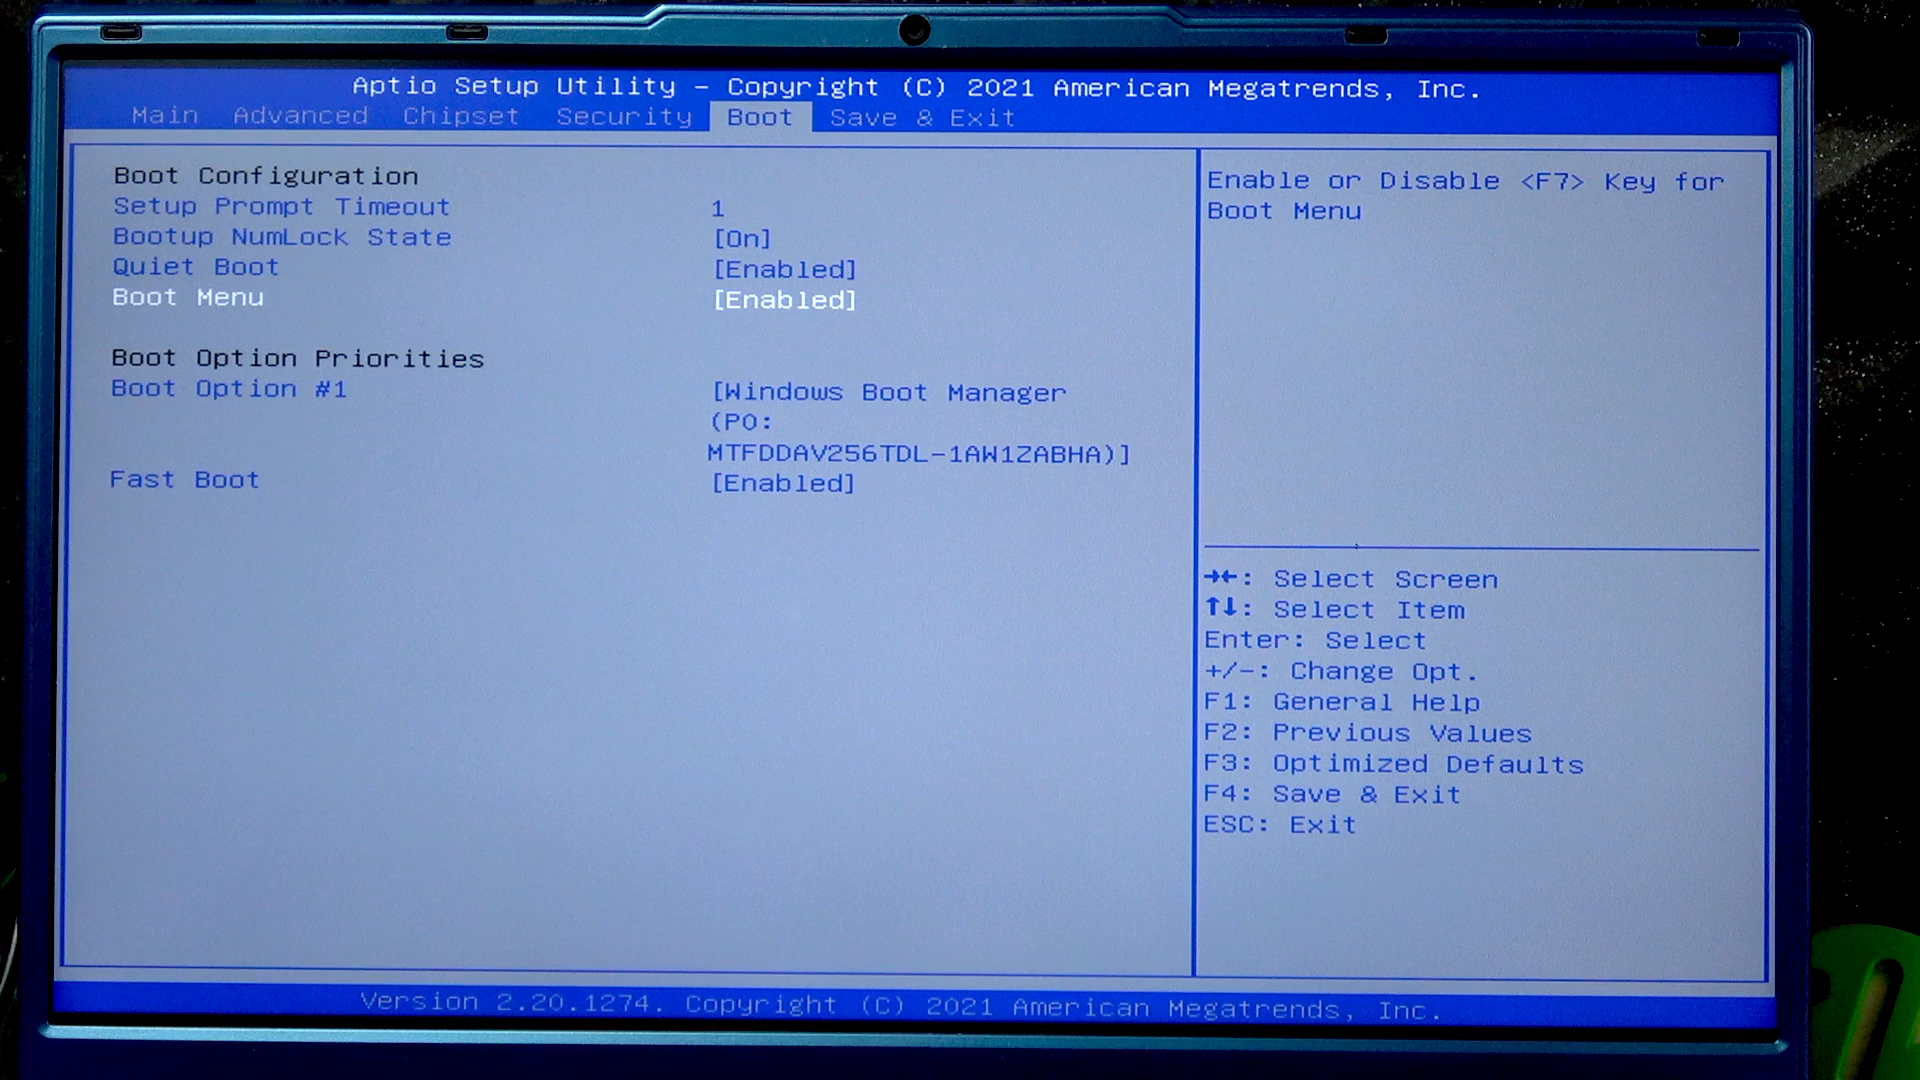 Aptio Setup Utility – Copyright (C) 2021 American Megatrends, Inc.
Main Advanced Chipset Security Boot Save & Exit
Boot Configuration
Setup Prompt Timeout 1
Bootup NumLock State [On]
Quiet Boot [Enabled]
Boot Menu [Enabled]
Boot Option Priorities
Boot Option #1 [Windows Boot Manager
(P0:
MTFDDAV256TDL-1AW1ZABHA)]
Fast Boot [Enabled]
Enable or Disable <F7> Key for
Boot Menu
→←: Select Screen
↑↓: Select Item
Enter: Select
+/-: Change Opt.
F1: General Help
F2: Previous Values
F3: Optimized Defaults
F4: Save & Exit
ESC: Exit
Version 2.20.1274. Copyright (C) 2021 American Megatrends, Inc.